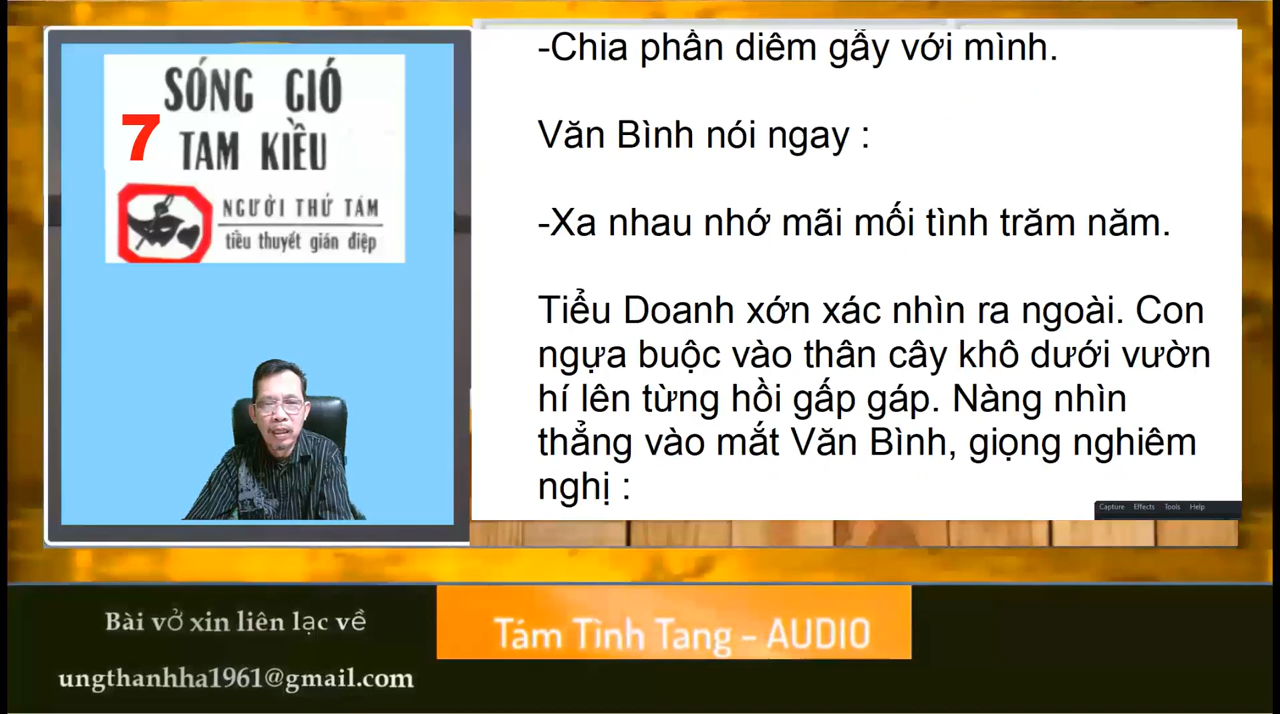 SÓNG GIÓ
7
TAM KIỀU
NGƯỜI THỨ TÁM
tiểu thuyết gián điệp
-Chia phần diêm gẫy với mình.
Văn Bình nói ngay :
-Xa nhau nhớ mãi mối tình trăm năm.
Tiểu Doanh xớn xác nhìn ra ngoài. Con
ngựa buộc vào thân cây khô dưới vườn
hí lên từng hồi gấp gáp. Nàng nhìn
thẳng vào mắt Văn Bình, giọng nghiêm
nghị :
Capture Effects Tools Help
Bài vở xin liên lạc về
ungthanhha1961@gmail.com
Tám Tình Tang - AUDIO